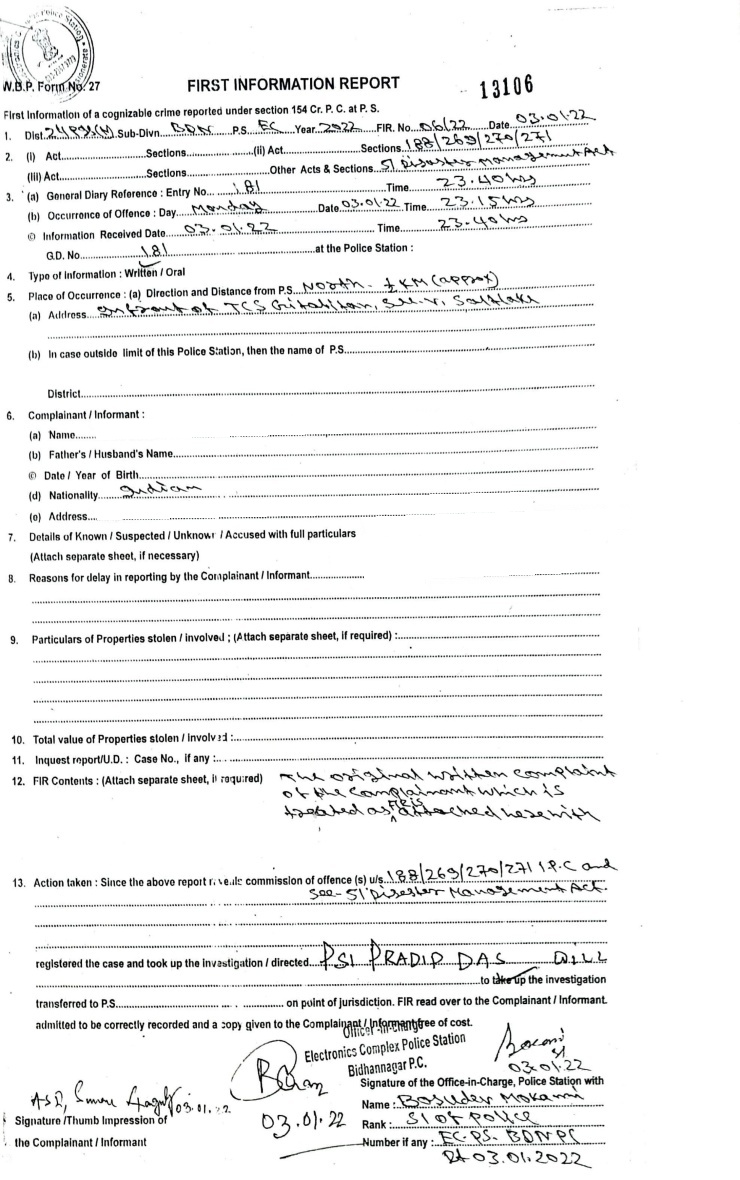 W.B.P. Form No. 27
FIRST INFORMATION REPORT
13106
First Information of a cognizable crime reported under section 154 Cr. P. C. at P. S.
1. Dist. 24 Sub-Divn. BDN P.S. EC Year 2022 FIR. No. 06/22 Date 03.01.22
2. (i) Act Sections (ii) Act Sections 188/269/270/271
(iii) Act Sections Other Acts & Sections 51 Disaster Management Act
3. (a) General Diary Reference : Entry No. 181 Time 23.40 hrs
(b) Occurrence of Offence : Day Monday Date 03.01.22 Time 23.15 hrs
© Information Received Date 03.01.22 Time 23.40 hrs
G.D. No. 181 at the Police Station :
4. Type of Information : Written / Oral
5. Place of Occurrence : (a) Direction and Distance from P.S. North - KM (approx)
(a) Address Infront of TCS Gitabitan, Sec-V, Saltlake
(b) In case outside limit of this Police Station, then the name of P.S.
District
6. Complainant / Informant :
(a) Name
(b) Father's / Husband's Name
© Date / Year of Birth
(d) Nationality Indian
(e) Address
7. Details of Known / Suspected / Unknown / Accused with full particulars
(Attach separate sheet, if necessary)
8. Reasons for delay in reporting by the Complainant / Informant
9. Particulars of Properties stolen / involved ; (Attach separate sheet, if required) :
10. Total value of Properties stolen / involved :
11. Inquest report/U.D. : Case No., if any :
12. FIR Contents : (Attach separate sheet, if required) The original written complaint
of the complainant which is
treated as FIR is attached herewith
13. Action taken : Since the above report reveals commission of offence (s) u/s. 188/269/270/271 I.P.C and
Sec-51 Disester Management Act.
registered the case and took up the investigation / directed PSI PRADIP DAS WILL
to take up the investigation
transferred to P.S. on point of jurisdiction. FIR read over to the Complainant / Informant.
admitted to be correctly recorded and a copy given to the Complainant / Informant free of cost.
Officer-in-Charge
Electronics Complex Police Station
Bidhannagar P.C.
SI
03.01.22
Signature of the Office-in-Charge, Police Station with
ASI, 03.01.22
03.01.22
Name : Bosudev Mokami
Signature /Thumb Impression of
Rank : SI of Police
the Complainant / Informant
Number if any : EC-PS-BDNPC
Dt 03.01.2022